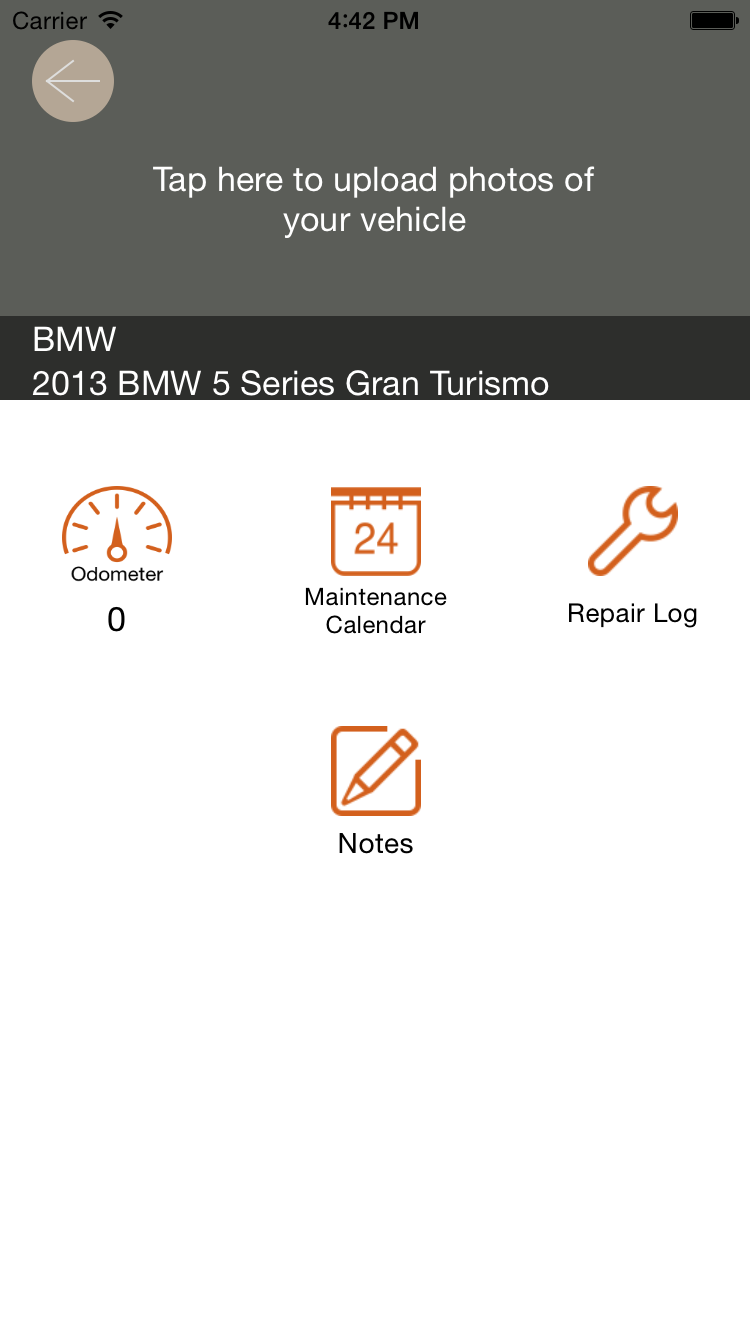 Carrier 4:42 PM
Tap here to upload photos of
your vehicle
BMW
2013 BMW 5 Series Gran Turismo
24
Odometer
0
Maintenance
Calendar
Repair Log
Notes